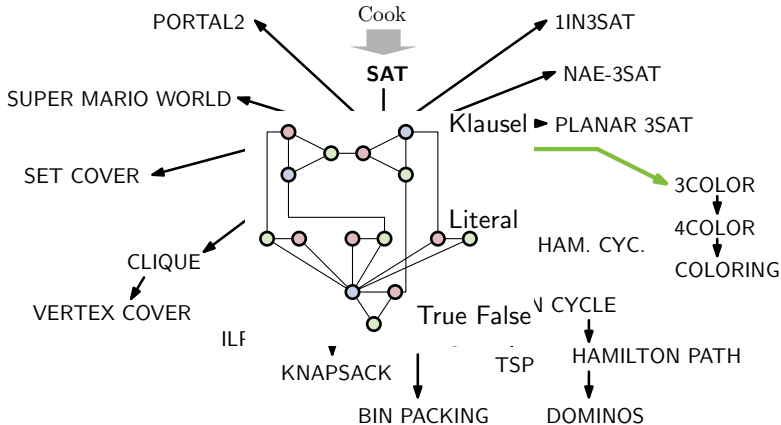 Cook
PORTAL2
1IN3SAT
SAT
NAE-3SAT
SUPER MARIO WORLD
Klausel
PLANAR 3SAT
SET COVER
3COLOR
Literal
4COLOR
HAM. CYC.
CLIQUE
COLORING
VERTEX COVER
True False
CYCLE
HAMILTON PATH
TSP
KNAPSACK
BIN PACKING
DOMINOS